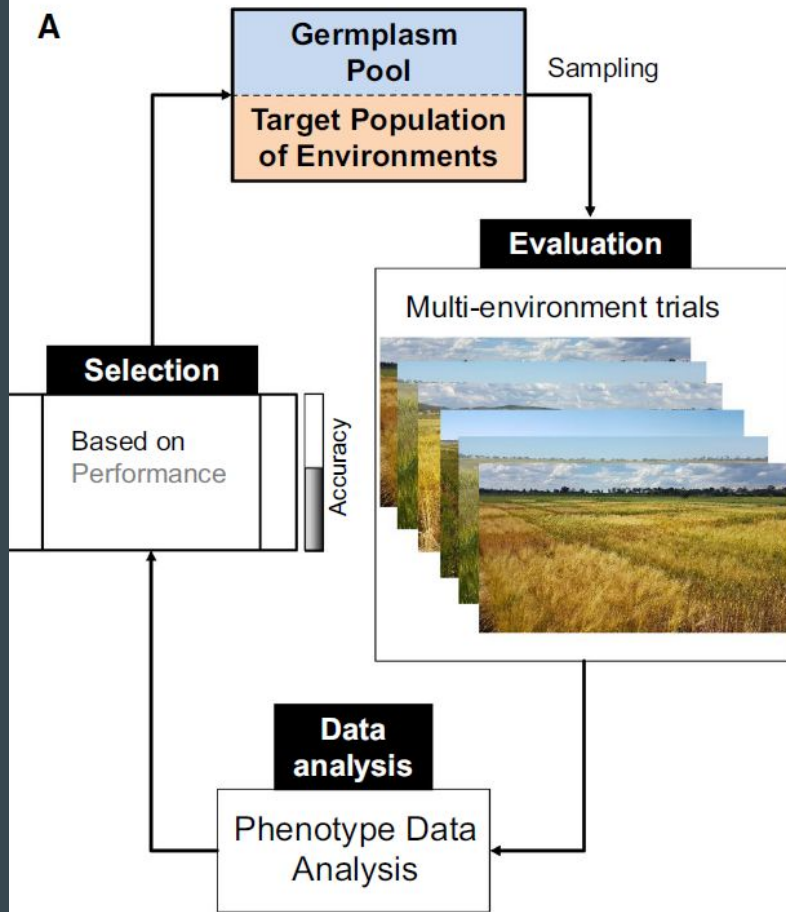 A
Germplasm
Pool
Target Population
of Environments
Sampling
Evaluation
Multi-environment trials
Selection
Based on
Performance
Accuracy
Data
analysis
Phenotype Data
Analysis